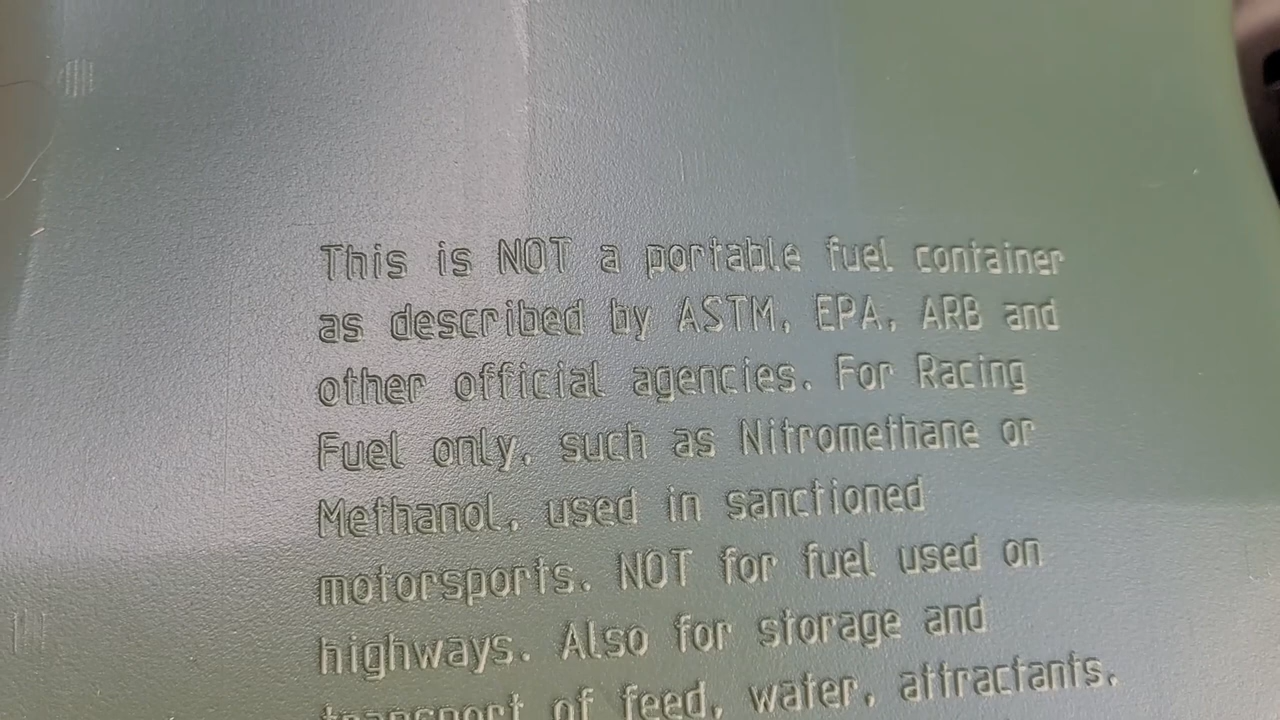 This is NOT a portable fuel container
as described by ASTM, EPA, ARB and
other official agencies. For Racing
Fuel only, such as Nitromethane or
Methanol, used in sanctioned
motorsports. NOT for fuel used on
highways. Also for storage and
transport of feed, water, attractants,